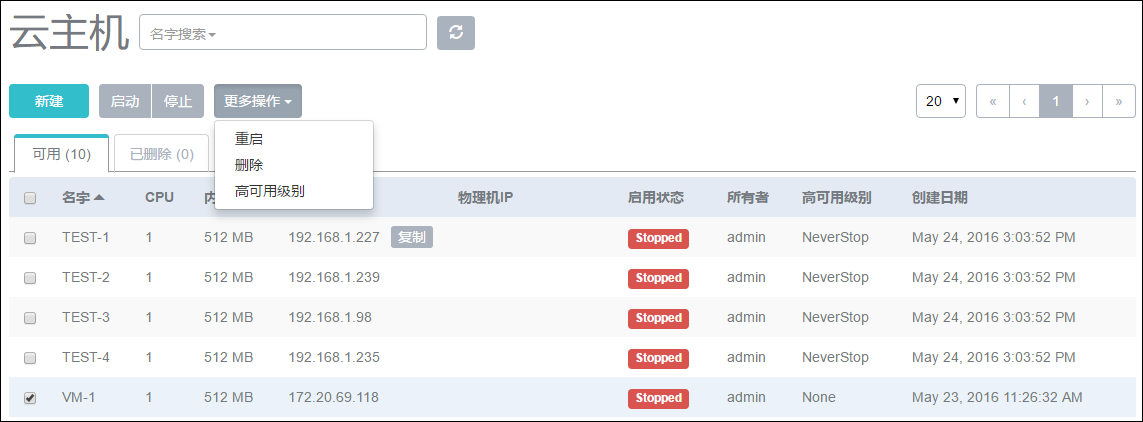 云主机 名字搜索
新建 启动 停止 更多操作 20 « ‹ 1 › »
重启
删除
高可用级别
可用 (10) 已删除 (0)
名字 CPU 物理机IP 启用状态 所有者 高可用级别 创建日期
TEST-1 1 512 MB 192.168.1.227 复制 Stopped admin NeverStop May 24, 2016 3:03:52 PM
TEST-2 1 512 MB 192.168.1.239 Stopped admin NeverStop May 24, 2016 3:03:52 PM
TEST-3 1 512 MB 192.168.1.98 Stopped admin NeverStop May 24, 2016 3:03:52 PM
TEST-4 1 512 MB 192.168.1.235 Stopped admin NeverStop May 24, 2016 3:03:52 PM
VM-1 1 512 MB 172.20.69.118 Stopped admin None May 23, 2016 11:26:32 AM